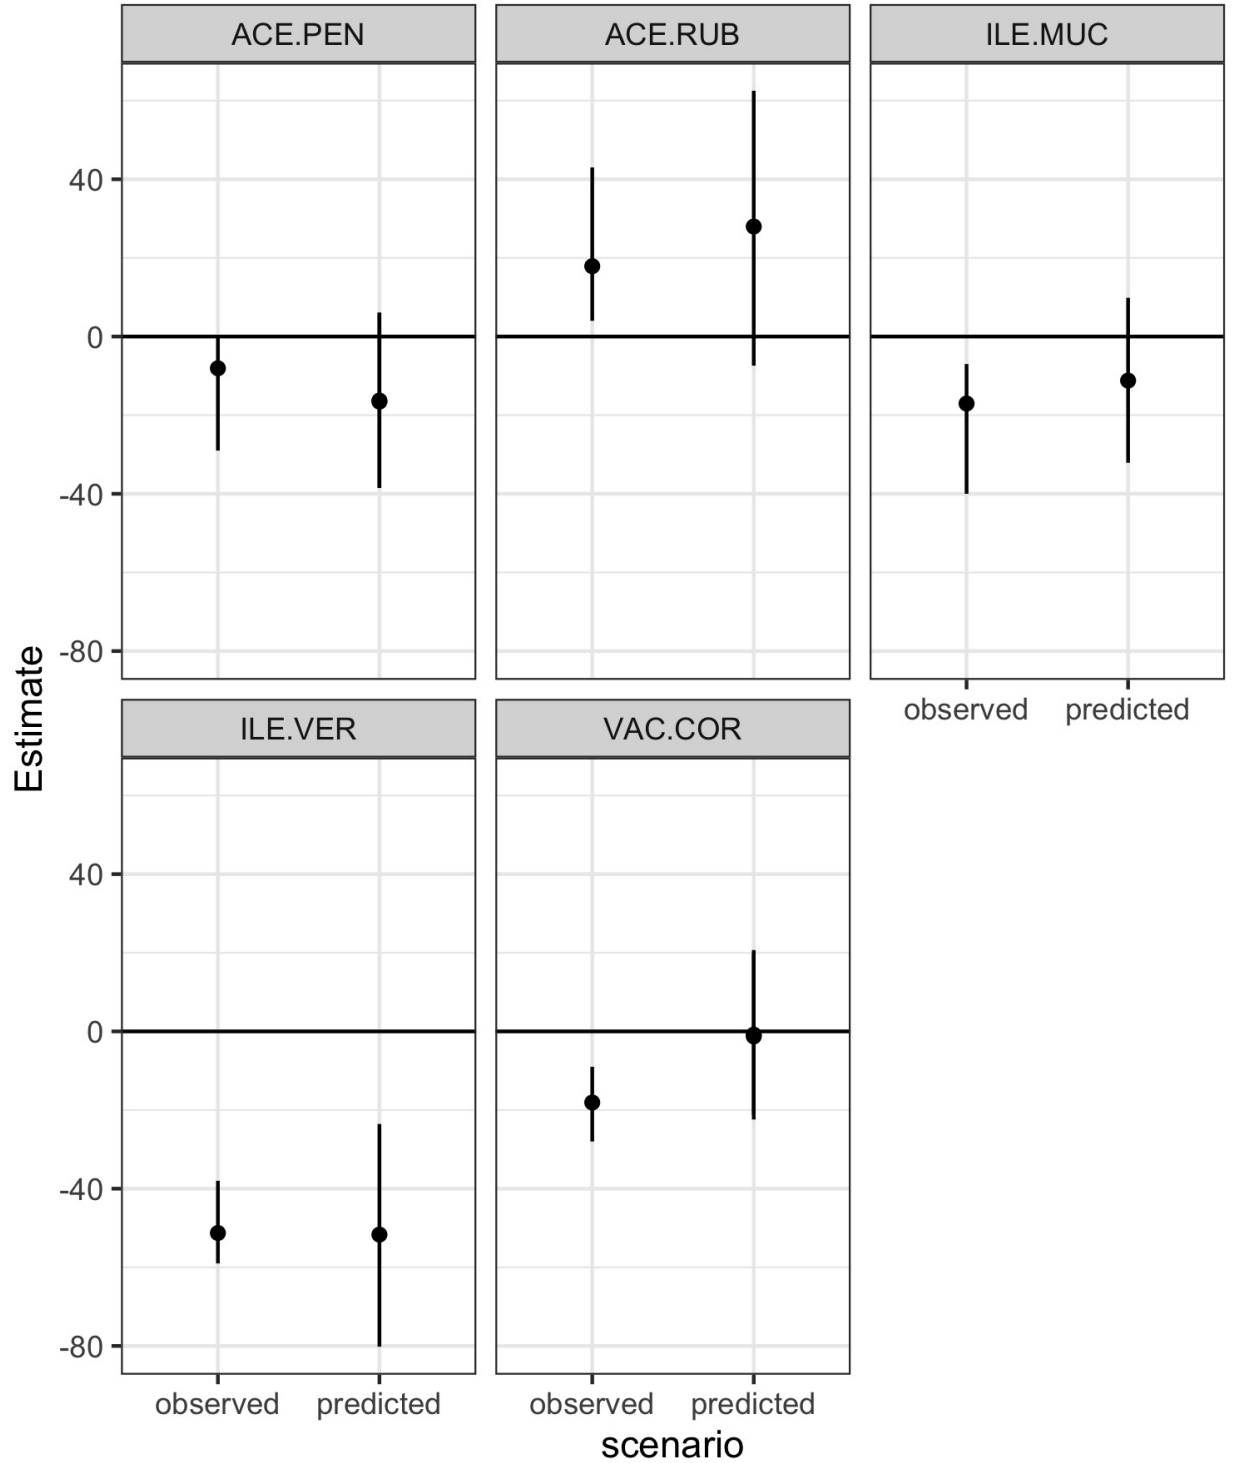 ACE.PEN ACE.RUB ILE.MUC
40
0
-40
-80
observed predicted
Estimate
ILE.VER VAC.COR
40
0
-40
-80
observed predicted observed predicted
scenario